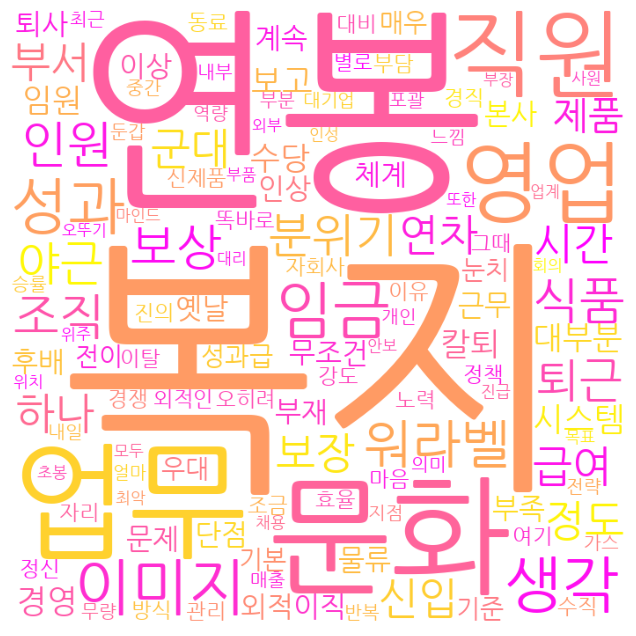 퇴사 최근 동료 계속 대비 매우
부서 이상 연봉 별로 부담 직원
중간 내부 보고 부장 사원
임원 역량 부분 대기업 포괄 경직 본사 제품
인원 둔갑 군대 외부 수당 인성 느낌
신제품 부품 인상 체계 또한 영업 업계
성과 마인드 똑바로 분위기 연차 그때 시간
오뚜기 보상 대리 눈치 회의
야근 자회사
승률 임금 이유 근무 식품
조직 진의 옛날 개인 대부분
위주 무조건 안보 칼퇴
후배 전이 이탈 성과급 정책
위치 복지 강도 진급 퇴근
하나 경쟁 외적인 오히려 부재 노력 시스템
내일 목표
모두 보장 워라벨 급여
초봉 업무 얼마 우대 마음 의미
최악 문화 효율 전략
자리 조금 지점 부족 정도
문제 단점 채용 여기 가스
정신 기본 물류
이미지 매출 신입 생각
경영 무량 방식 관리 외적 이직 반복 기준 수직